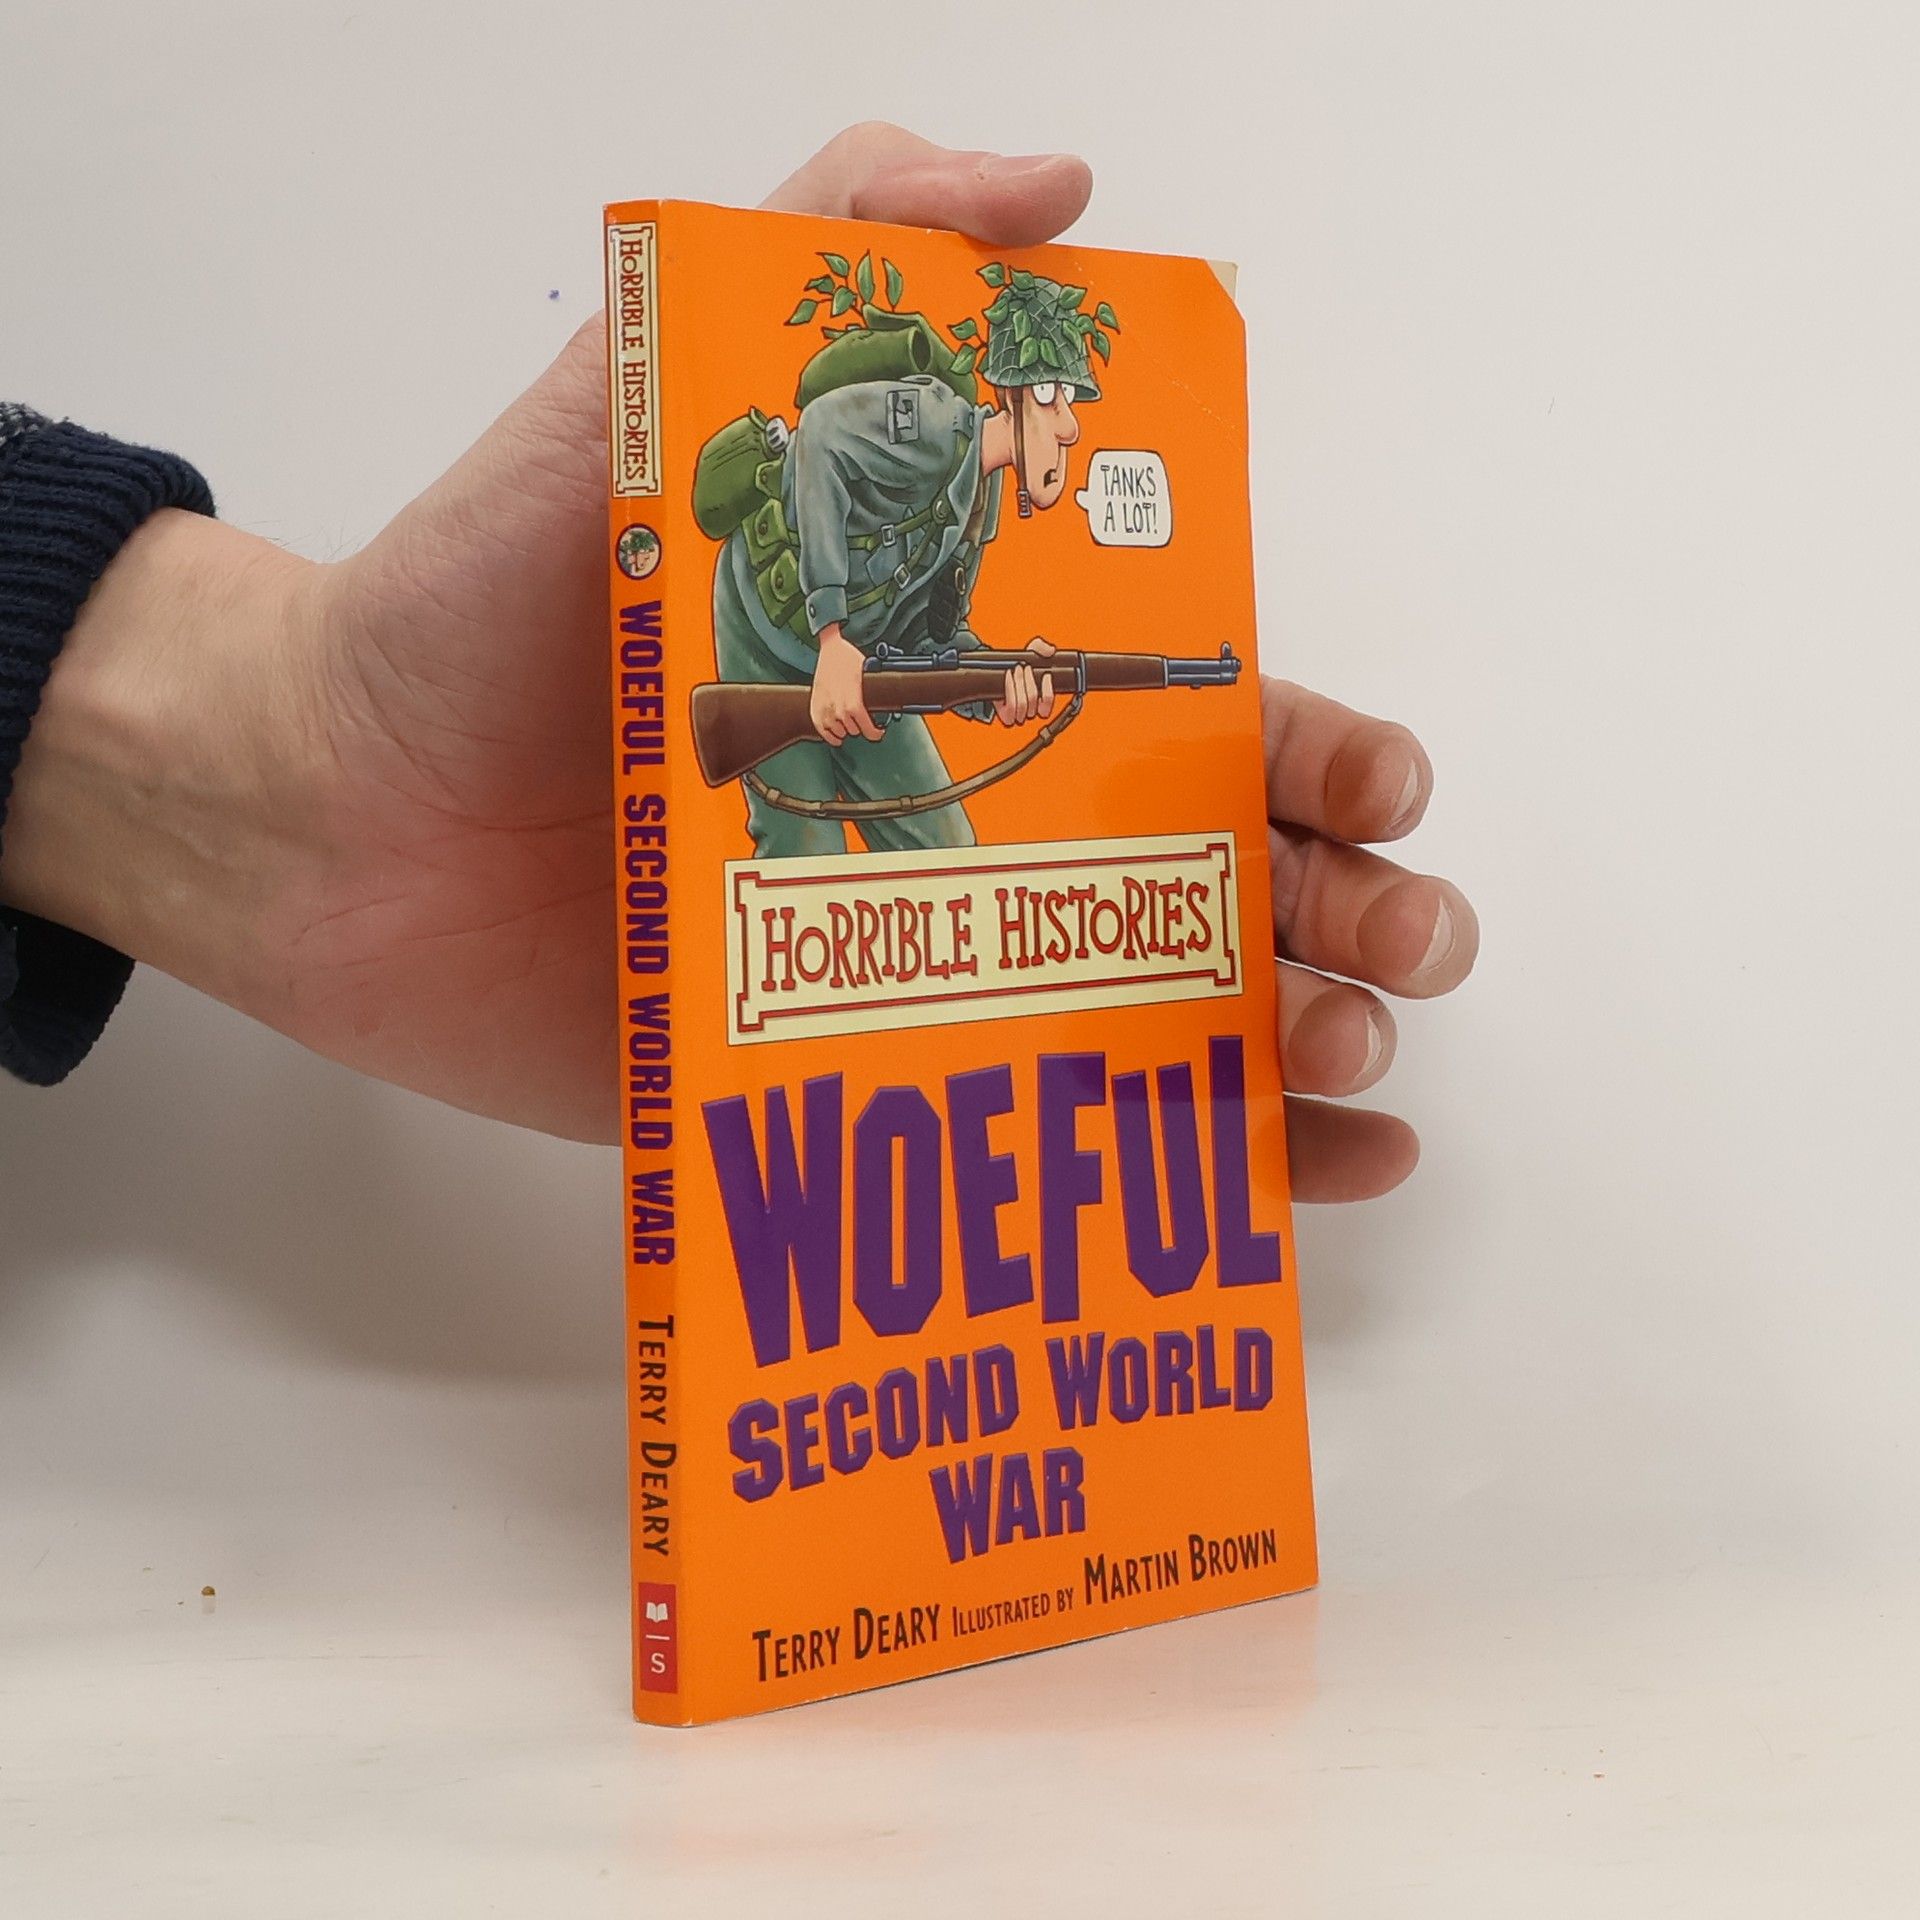 HORRIBLE HISTORIES
WOEFUL SECOND WORLD WAR
TERRY DEARY
S
TANKS
A LOT!
HORRIBLE HISTORIES
WOEFUL
SECOND WORLD
WAR
TERRY DEARY ILLUSTRATED BY MARTIN BROWN